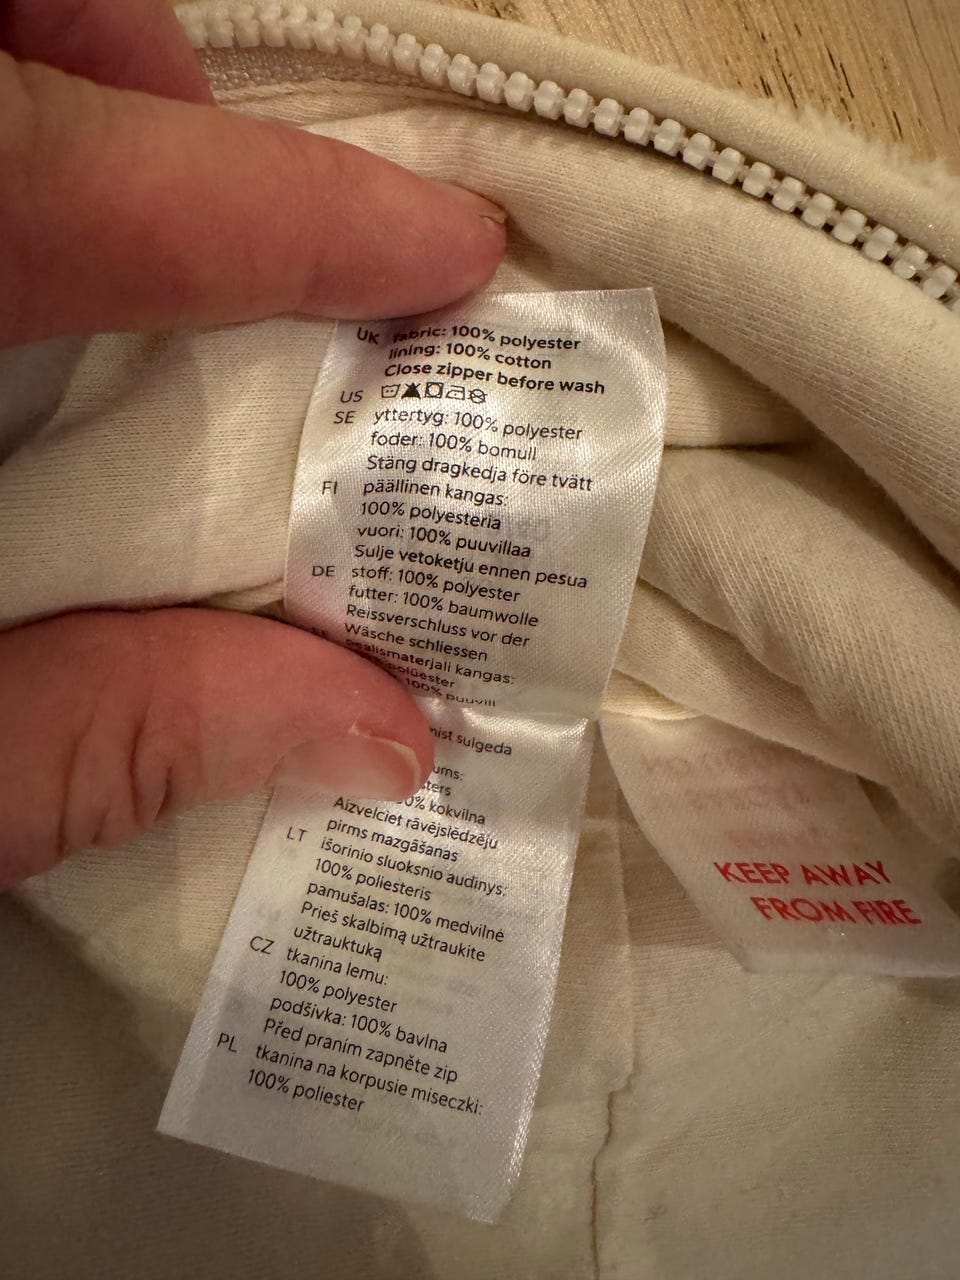 UK fabric: 100% polyester
lining: 100% cotton
Close zipper before wash
US
SE yttertyg: 100% polyester
foder: 100% bomull
Stäng dragkedja före tvätt
FI päällinen kangas:
100% polyesteria
vuori: 100% puuvillaa
Sulje vetoketju ennen pesua
DE stoff: 100% polyester
futter: 100% baumwolle
Reissverschluss vor der
Wäsche schliessen
kangas:
100% puuvill
sulgeda
kokvilna
Aizvelciet rāvējslēdzēju
pirms mazgāšanas
LT išorinio sluoksnio audinys:
100% poliesteris
pamušalas: 100% medvilnė
Prieš skalbimą užtraukite
užtrauktuką
CZ tkanina lemu:
100% polyester
podšívka: 100% bavlna
Před praním zapněte zip
PL tkanina na korpusie miseczki:
100% poliester
KEEP AWAY
FROM FIRE